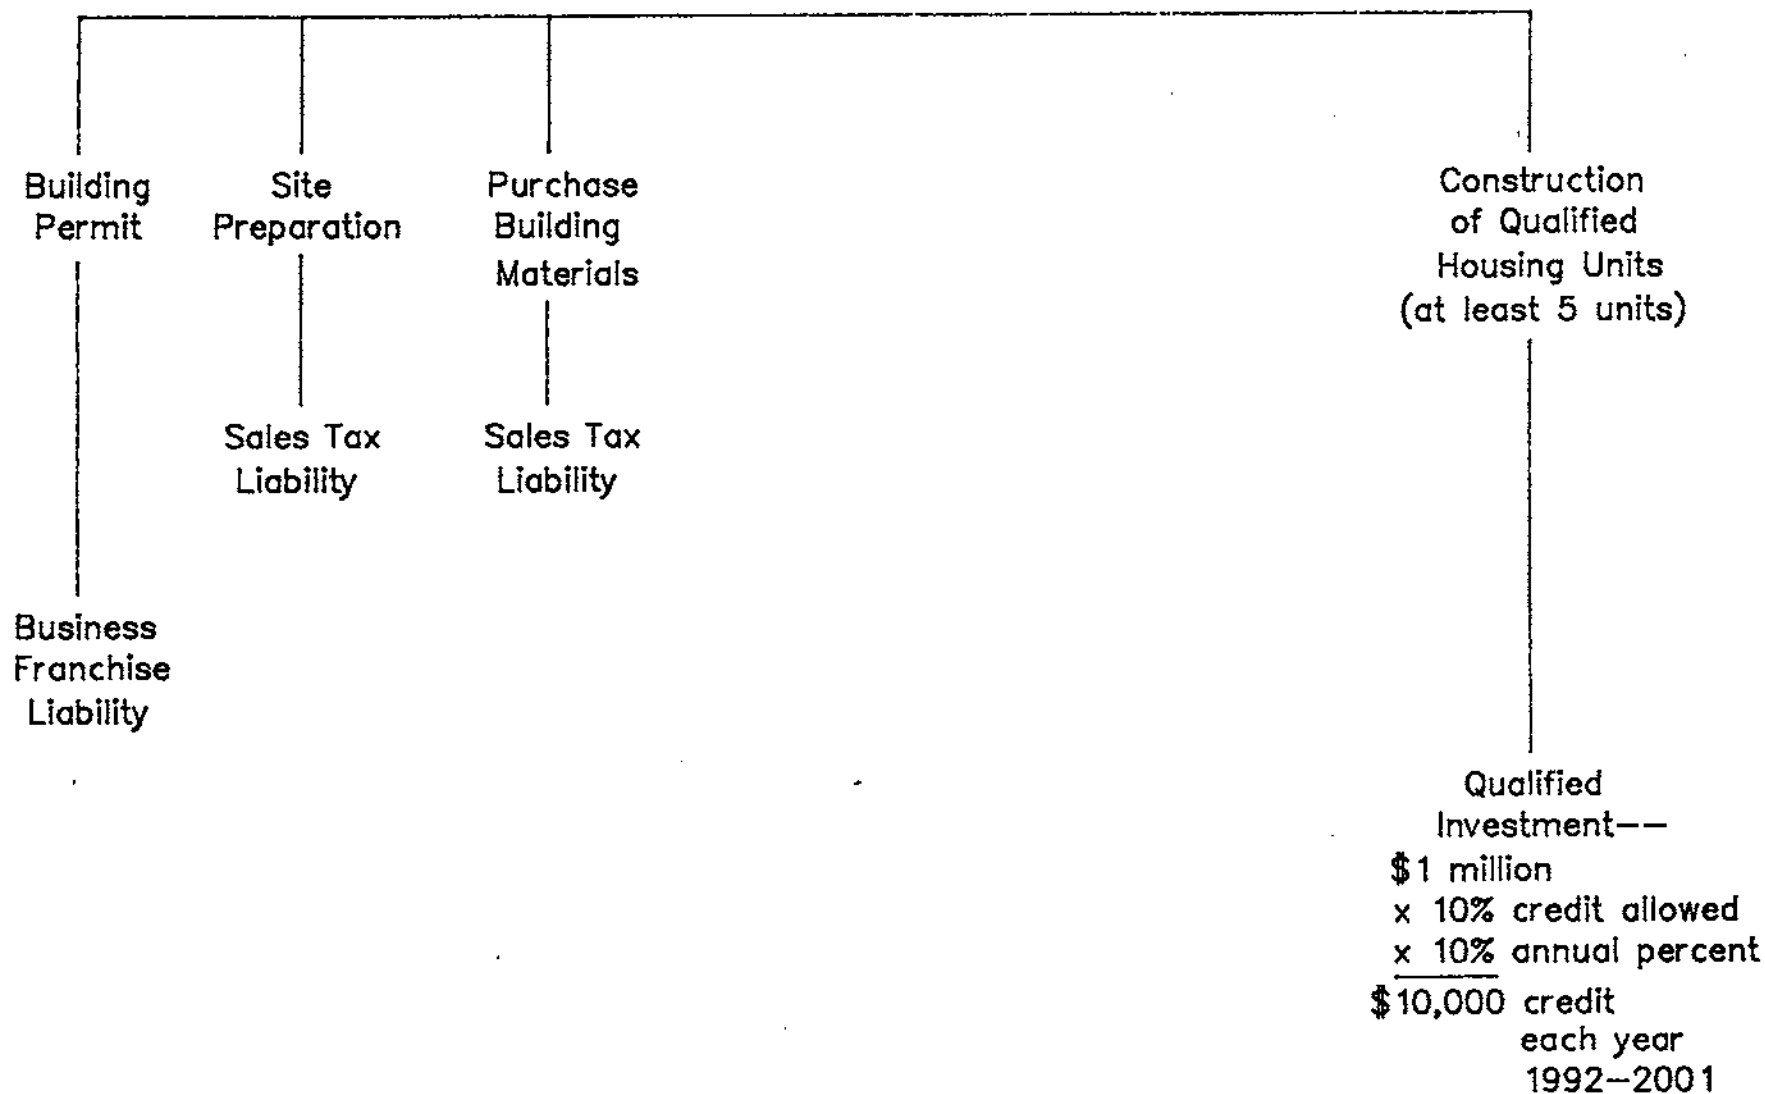 Building
Permit
Site
Preparation
Purchase
Building
Materials
Construction
of Qualified
Housing Units
(at least 5 units)
Sales Tax
Liability
Sales Tax
Liability
Business
Franchise
Liability
Qualified
Investment--
$1 million
x 10% credit allowed
x 10% annual percent
$10,000 credit
each year
1992-2001